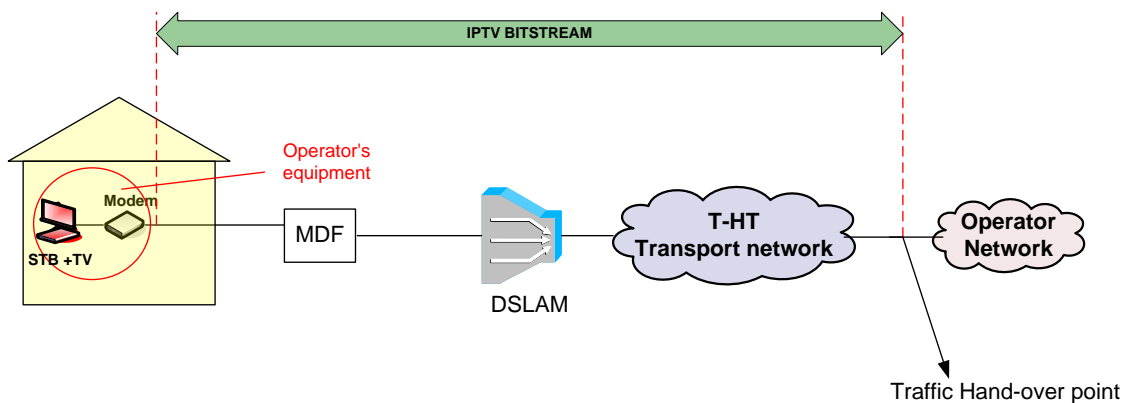 IPTV BITSTREAM
Operator's
equipment
Modem
STB +TV
MDF
DSLAM
T-HT
Transport network
Operator
Network
Traffic Hand-over point